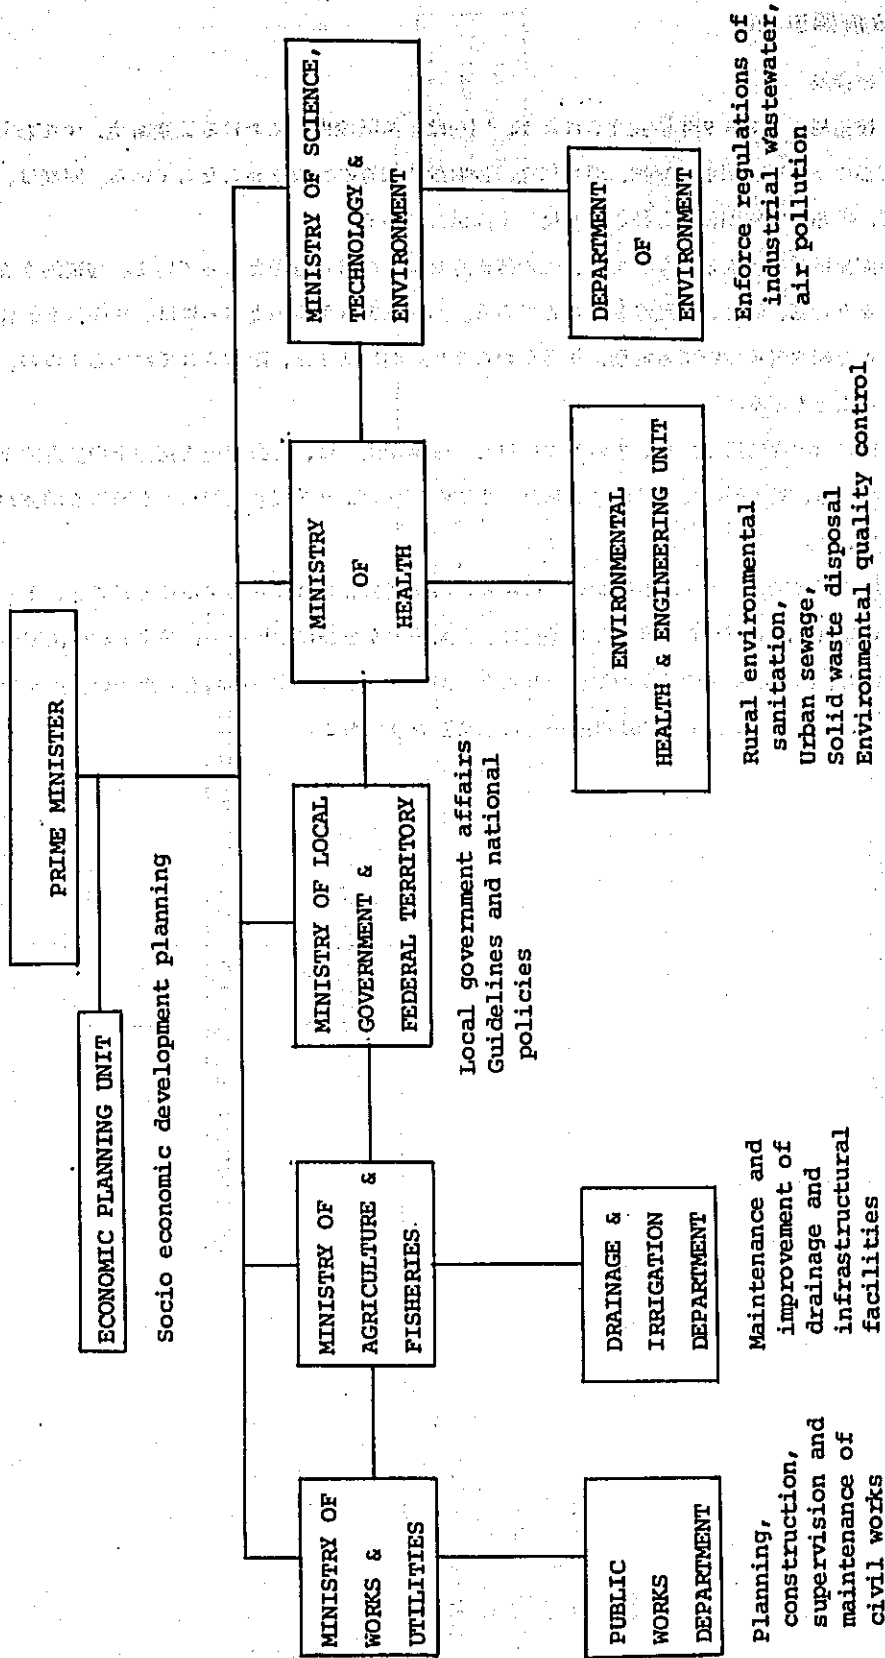 PRIME MINISTER
ECONOMIC PLANNING UNIT
Socio economic development planning
MINISTRY OF
WORKS &
UTILITIES
MINISTRY OF
AGRICULTURE &
FISHERIES.
MINISTRY OF LOCAL
GOVERNMENT &
FEDERAL TERRITORY
MINISTRY
OF
HEALTH
MINISTRY OF SCIENCE,
TECHNOLOGY &
ENVIRONMENT
Local government affairs
Guidelines and national
policies
PUBLIC
WORKS
DEPARTMENT
DRAINAGE &
IRRIGATION
DEPARTMENT
ENVIRONMENTAL
HEALTH & ENGINEERING UNIT
DEPARTMENT
OF
ENVIRONMENT
Planning,
construction,
supervision and
maintenance of
civil works
Maintenance and
improvement of
drainage and
infrastructural
facilities
Rural environmental
sanitation,
Urban sewage,
Solid waste disposal
Environmental quality control
Enforce regulations of
industrial wastewater,
air pollution